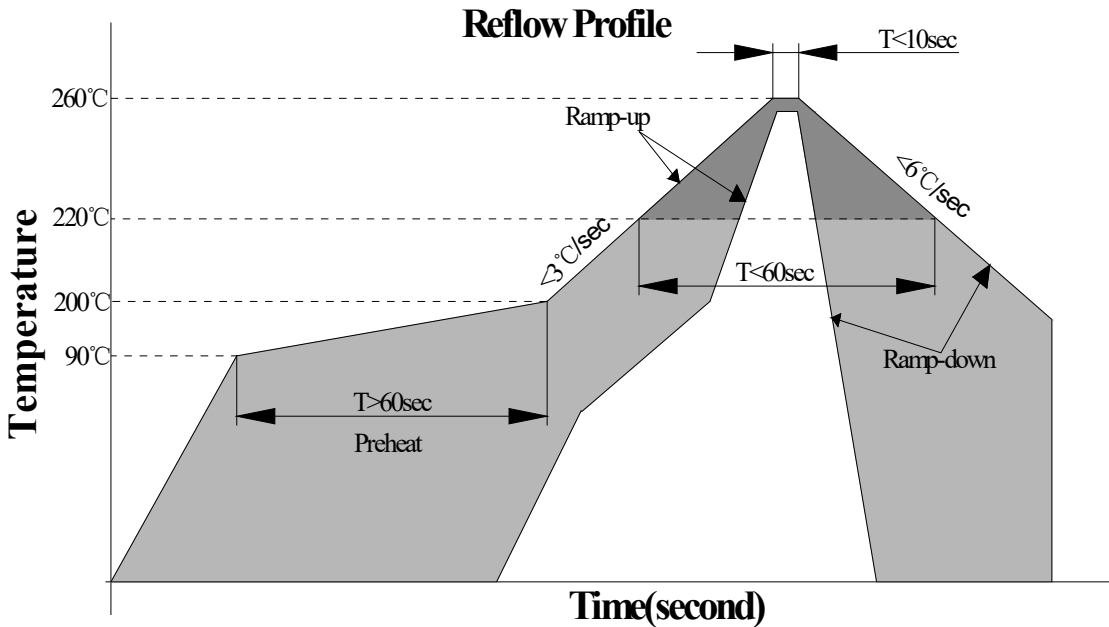 Reflow Profile
T<10sec
260℃
Ramp-up
<6℃/sec
220℃
<3℃/sec
T<60sec
200℃
90℃
Ramp-down
T>60sec
Preheat
Temperature
Time(second)